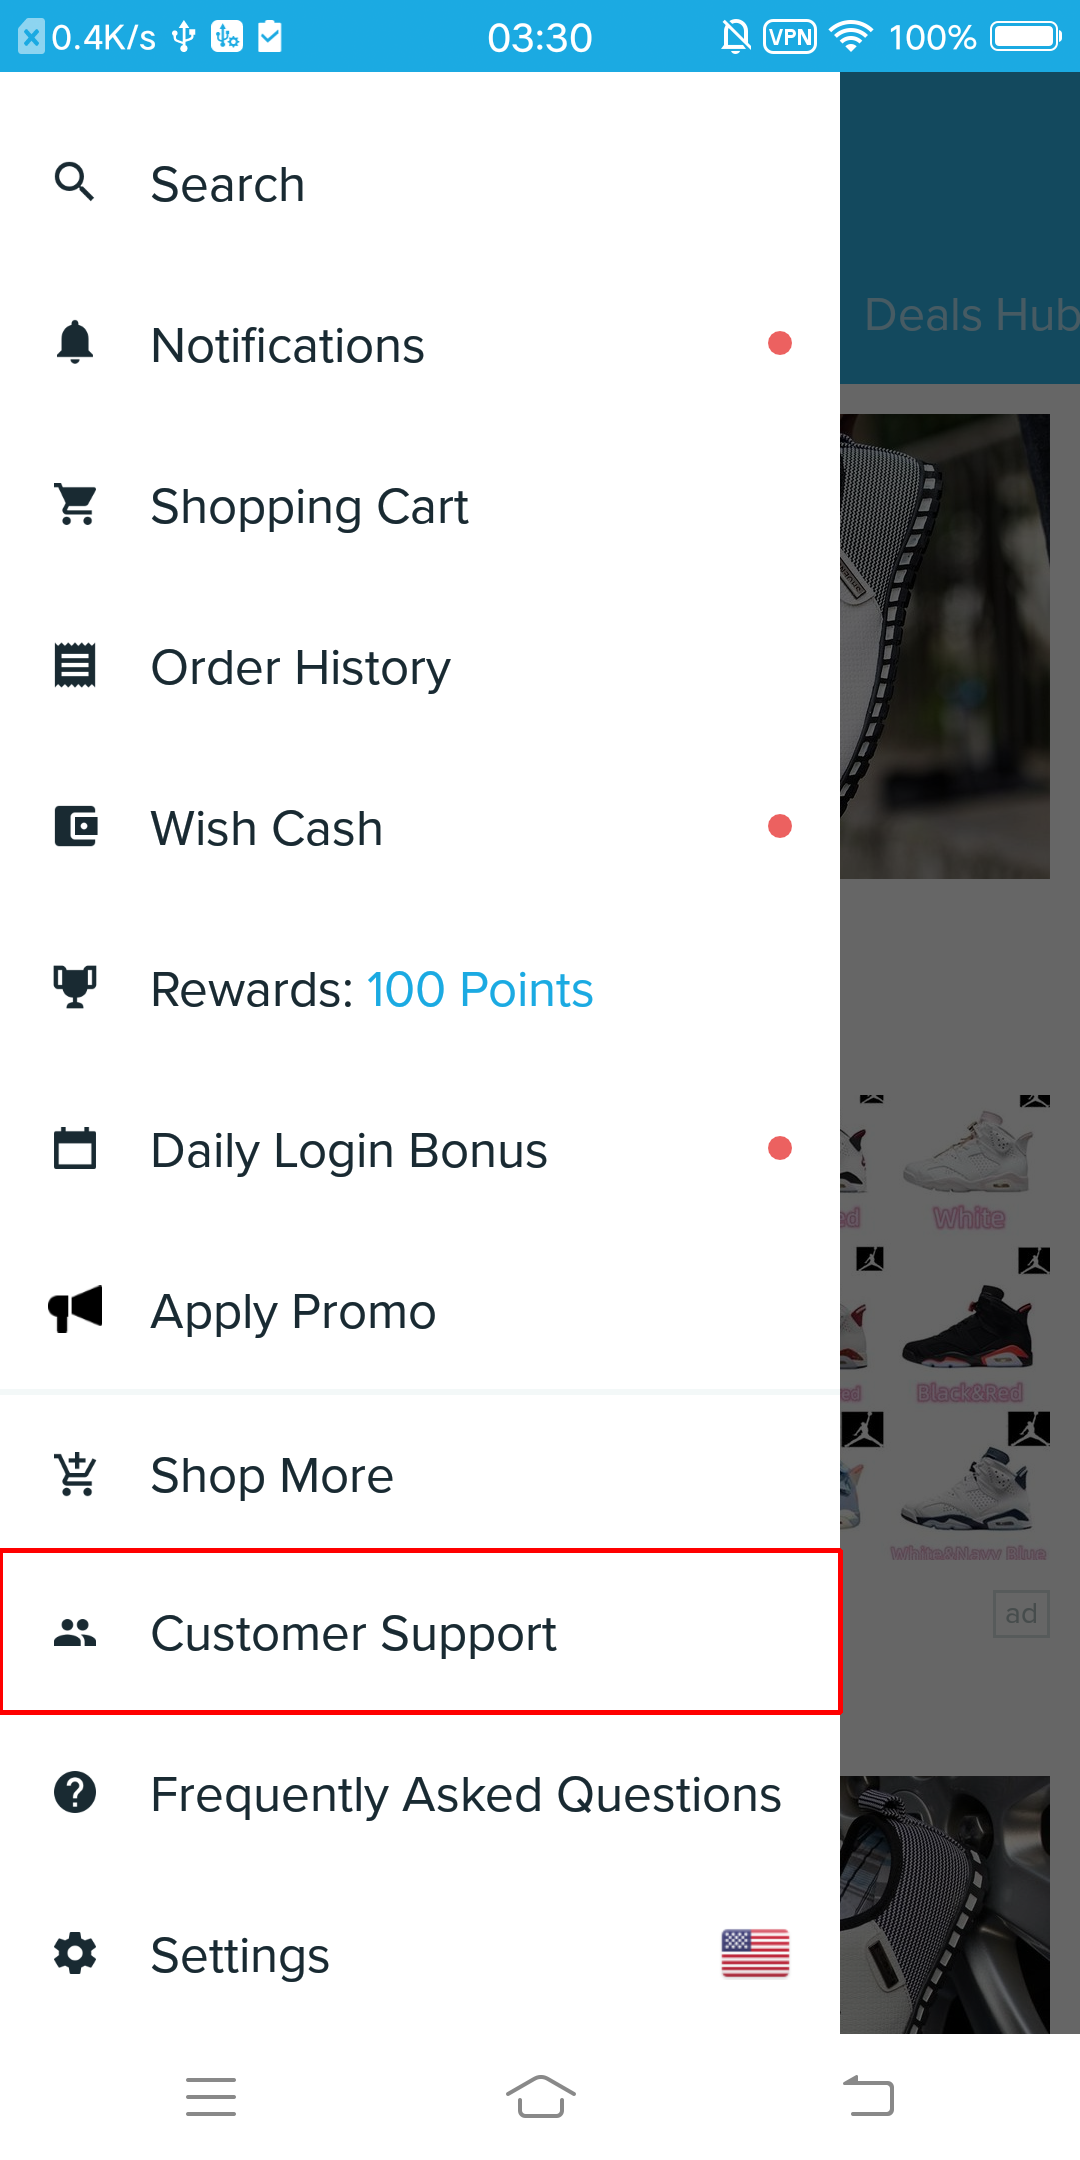 0.4K/s 03:30 VPN 100%
Search
Deals Hub
Notifications
Shopping Cart
Order History
Wish Cash
Rewards: 100 Points
Daily Login Bonus
White
Apply Promo
Black&Red
Shop More
White&Navy Blue
Customer Support
ad
Frequently Asked Questions
Settings